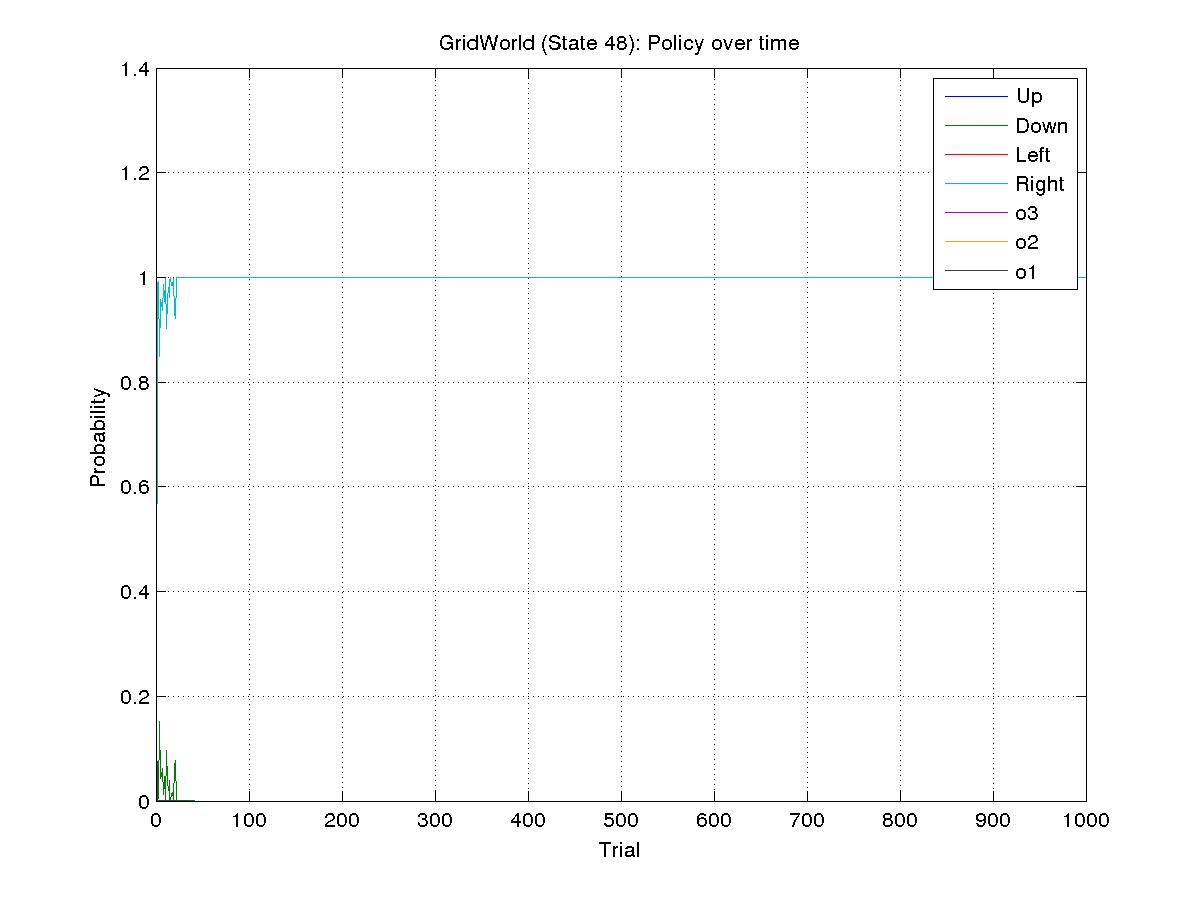 GridWorld (State 48): Policy over time
1.4
1.2
1
0.8
0.6
0.4
0.2
0
Probability
Up
Down
Left
Right
o3
o2
o1
0 100 200 300 400 500 600 700 800 900 1000
Trial